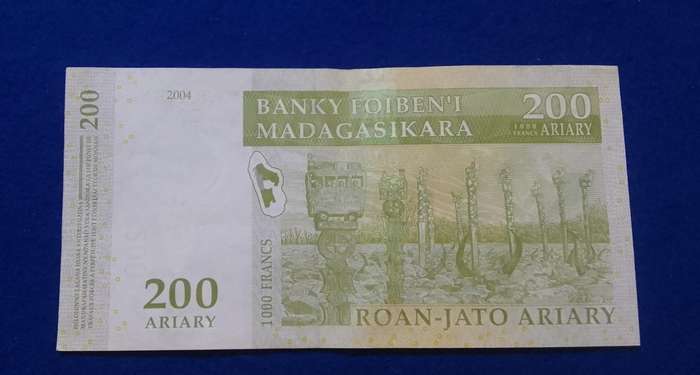 200
2004
BANKY FOIBEN'I
MADAGASIKARA
200
1000
FRANCS
ARIARY
200
ARIARY
1000 FRANCS
ROAN-JATO ARIARY